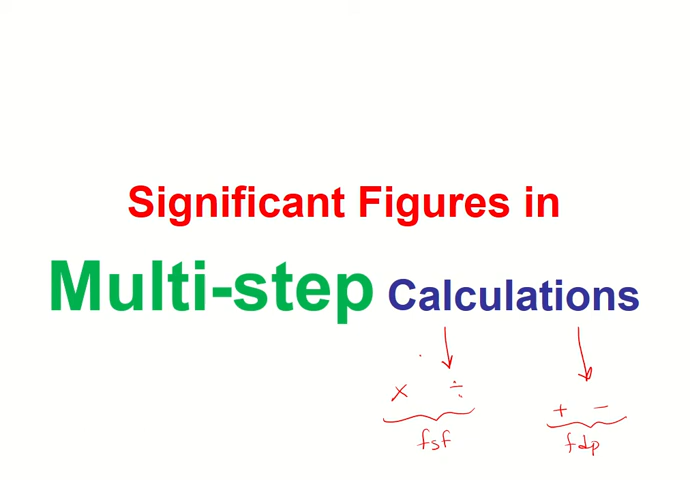 Significant Figures in
Multi-step Calculations
× ÷ + −
fsf fdp